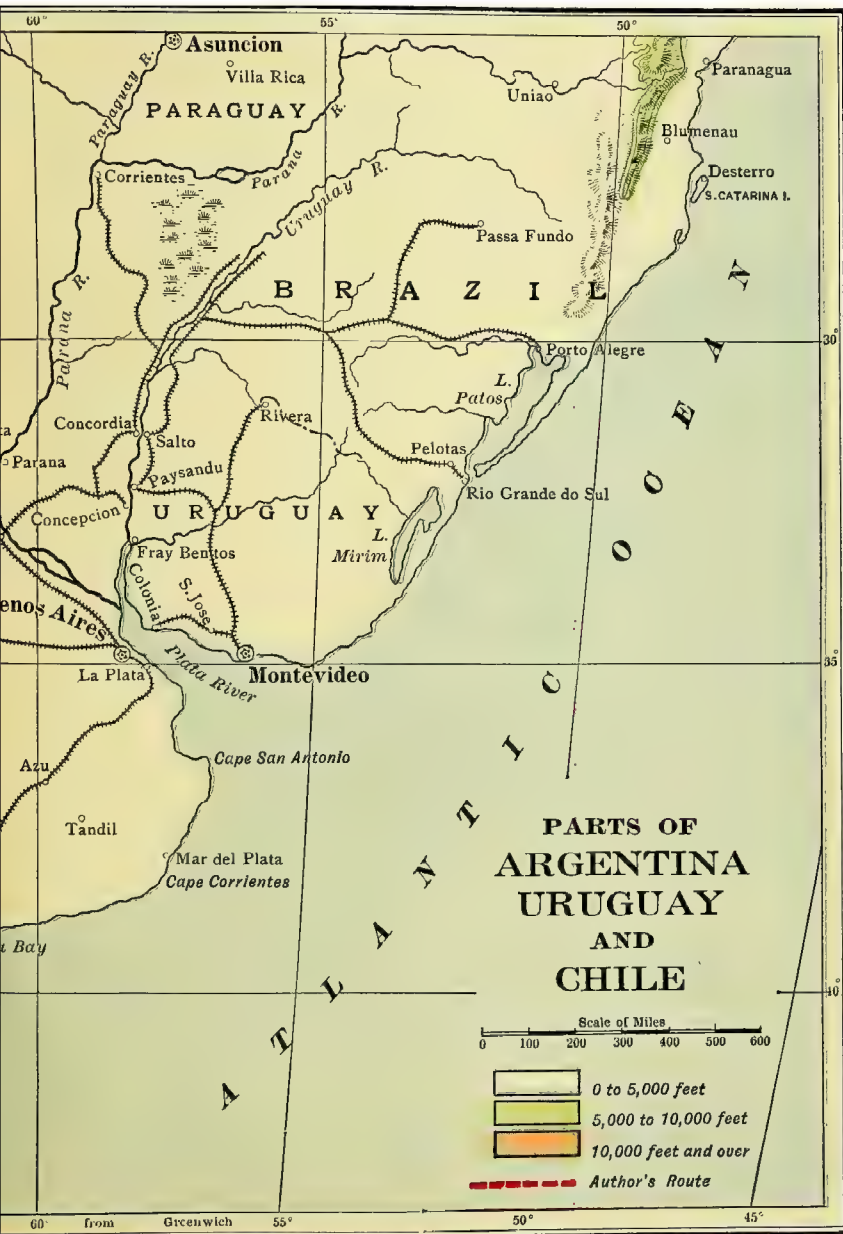 60°
55°
50°
Asuncion
Villa Rica
Paraguay R.
PARAGUAY
Uniao
Paranagua
Blumenau
Corrientes
Parana R.
Uruguay R.
Desterro
S. CATARINA I.
Passa Fundo
BRAZIL
Parana R.
30°
Porto Alegre
L. Patos
Concordia
Rivera
Salto
Parana
Pelotas
Paysandu
Rio Grande do Sul
Concepcion
URUGUAY
L. Mirim
Fray Benitos
Colonia
S. Jose
enos Aires
Plata River
35°
La Plata
Montevideo
Cape San Antonio
Azu
Tandil
Mar del Plata
Cape Corrientes
Bay
ATLANTIC OCEAN
PARTS OF
ARGENTINA
URUGUAY
AND
CHILE
40°
Scale of Miles
0 100 200 300 400 500 600
0 to 5,000 feet
5,000 to 10,000 feet
10,000 feet and over
Author's Route
60° from Greenwich 55° 50° 45°